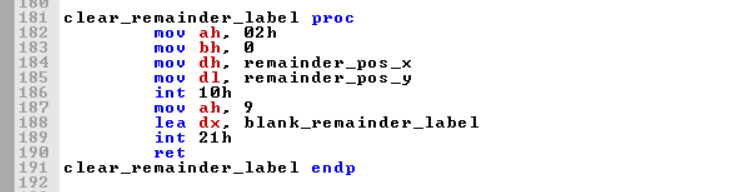 181 clear_remainder_label proc
182 mov ah, 02h
183 mov bh, 0
184 mov dh, remainder_pos_x
185 mov dl, remainder_pos_y
186 int 10h
187 mov ah, 9
188 lea dx, blank_remainder_label
189 int 21h
190 ret
191 clear_remainder_label endp
192